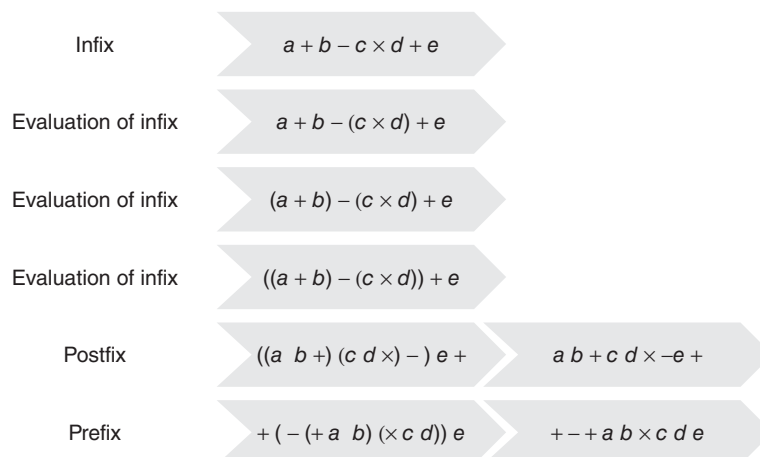 Infix a + b – c × d + e
Evaluation of infix a + b – (c × d) + e
Evaluation of infix (a + b) – (c × d) + e
Evaluation of infix ((a + b) – (c × d)) + e
Postfix ((a b +) (c d ×) – ) e + a b + c d × –e +
Prefix + ( – (+ a b) (× c d)) e + – + a b × c d e